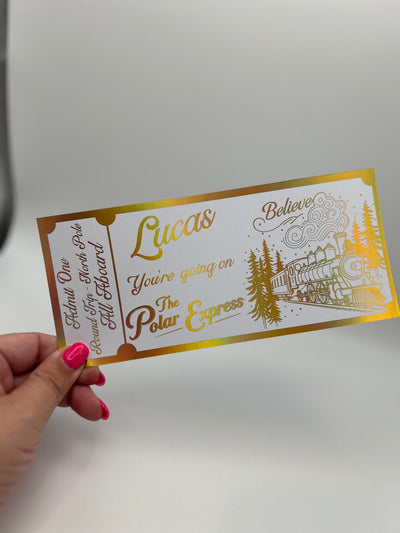 Admit One
Round Trip - North Pole
All Aboard
Lucas
You're going on
The
Polar Express
Believe